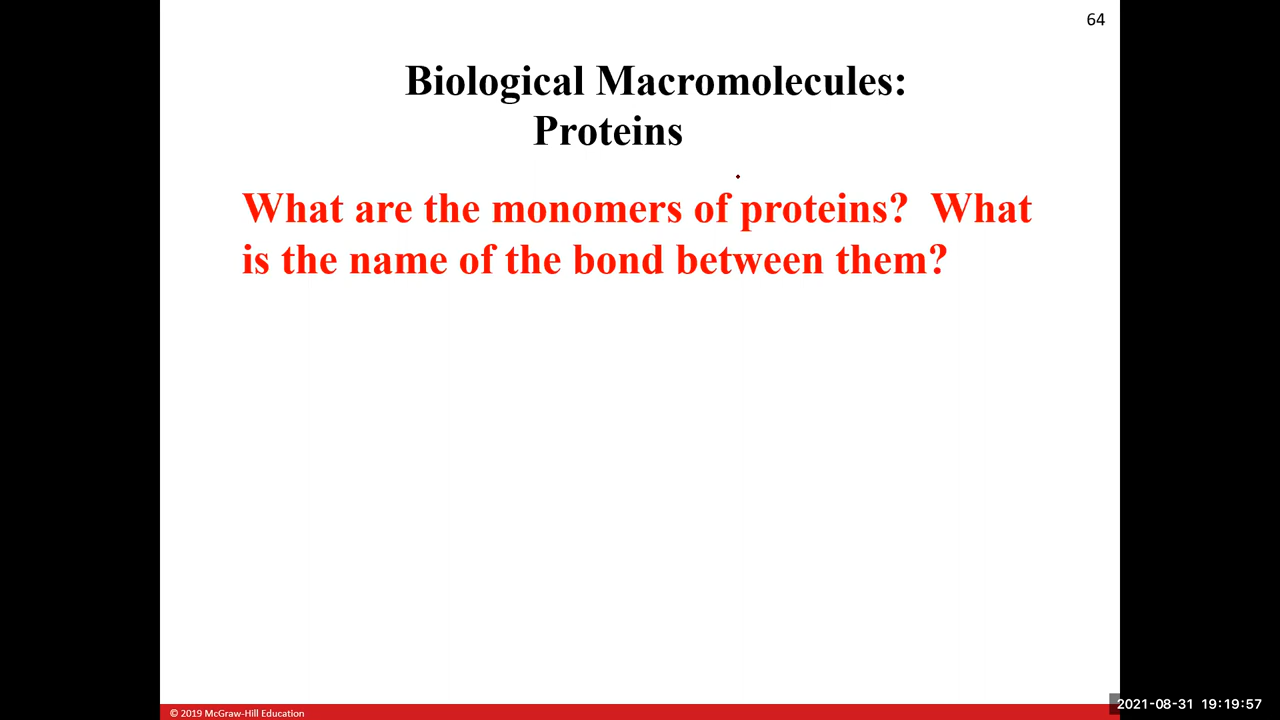 64
Biological Macromolecules:
Proteins
What are the monomers of proteins?  What
is the name of the bond between them?
© 2019 McGraw-Hill Education
2021-08-31 19:19:57